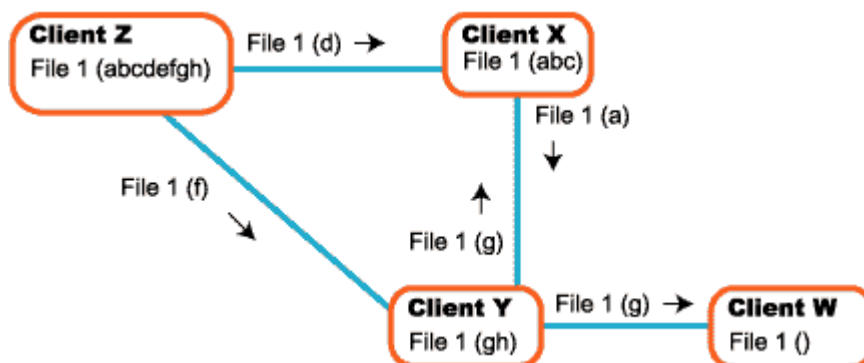 Client Z
File 1 (abcdefgh)
File 1 (d)
Client X
File 1 (abc)
File 1 (a)
File 1 (f)
File 1 (g)
Client Y
File 1 (gh)
File 1 (g)
Client W
File 1 ()